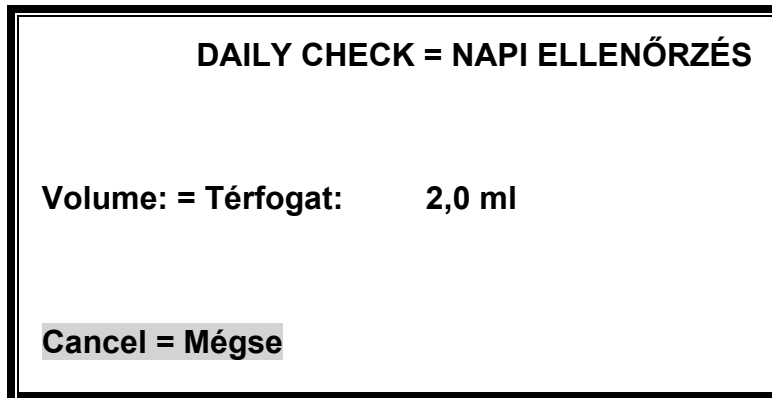 DAILY CHECK = NAPI ELLENŐRZÉS
Volume: = Térfogat: 2,0 ml
Cancel = Mégse